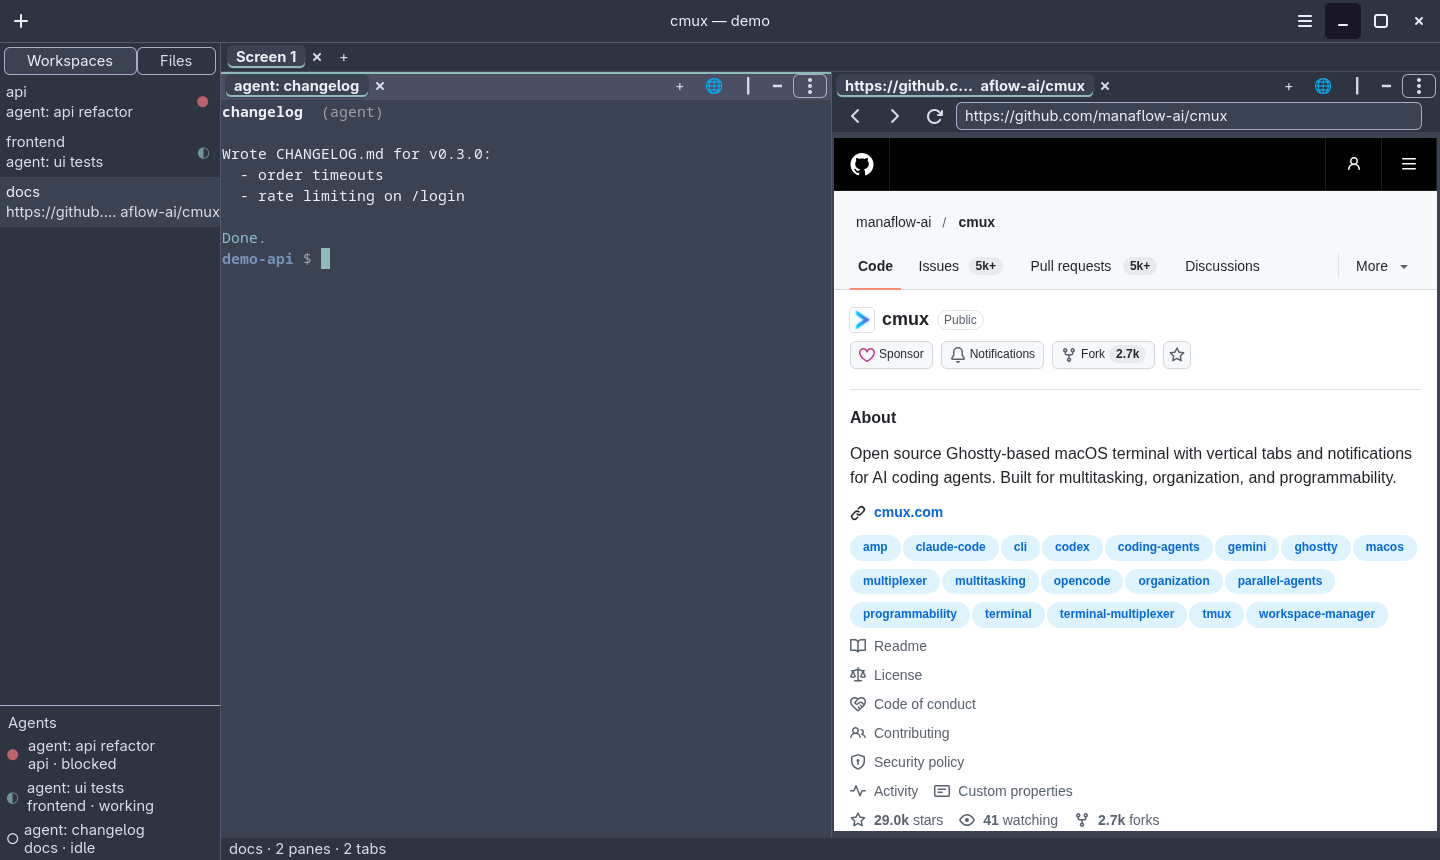 cmux — demo
Workspaces
Files
api
agent: api refactor
frontend
agent: ui tests
docs
https://github.... aflow-ai/cmux
Agents
agent: api refactor
api · blocked
agent: ui tests
frontend · working
agent: changelog
docs · idle
Screen 1
agent: changelog
changelog (agent)
Wrote CHANGELOG.md for v0.3.0:
- order timeouts
- rate limiting on /login
Done.
demo-api $
https://github.c... aflow-ai/cmux
https://github.com/manaflow-ai/cmux
manaflow-ai / cmux
Code Issues 5k+ Pull requests 5k+ Discussions More
cmux Public
Sponsor Notifications Fork 2.7k
About
Open source Ghostty-based macOS terminal with vertical tabs and notifications
for AI coding agents. Built for multitasking, organization, and programmability.
cmux.com
amp claude-code cli codex coding-agents gemini ghostty macos
multiplexer multitasking opencode organization parallel-agents
programmability terminal terminal-multiplexer tmux workspace-manager
Readme
License
Code of conduct
Contributing
Security policy
Activity Custom properties
29.0k stars 41 watching 2.7k forks
docs · 2 panes · 2 tabs